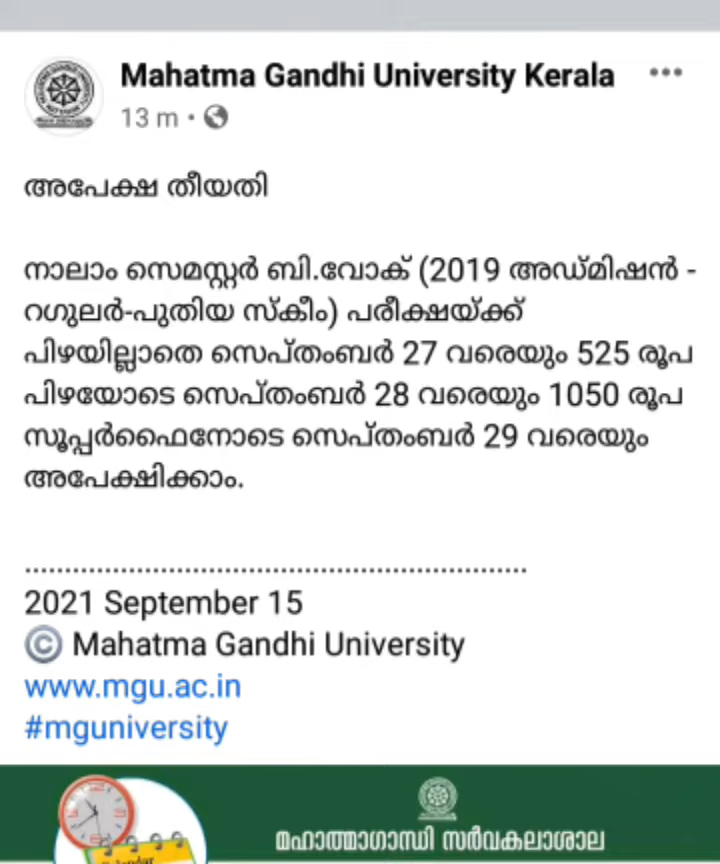 Mahatma Gandhi University Kerala
13 m
അപേക്ഷ തീയതി
നാലാം സെമസ്റ്റർ ബി.വോക് (2019 അഡ്മിഷൻ -
റഗുലർ-പുതിയ സ്കീം) പരീക്ഷയ്ക്ക്
പിഴയില്ലാതെ സെപ്തംബർ 27 വരെയും 525 രൂപ
പിഴയോടെ സെപ്തംബർ 28 വരെയും 1050 രൂപ
സൂപ്പർഫൈനോടെ സെപ്തംബർ 29 വരെയും
അപേക്ഷിക്കാം.
2021 September 15
© Mahatma Gandhi University
www.mgu.ac.in
#mguniversity
മഹാത്മാഗാന്ധി സർവകലാശാല